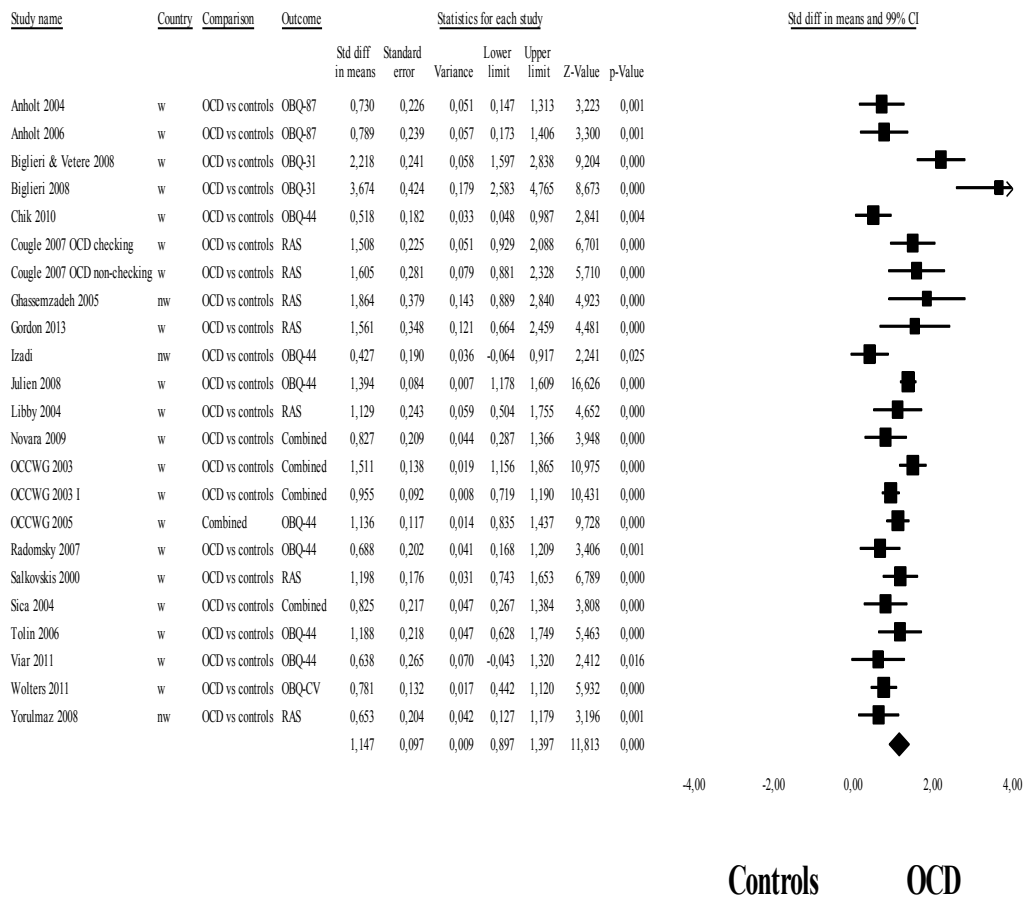 Study name Country Comparison Outcome Statistics for each study Std diff in means and 99% CI
Std diff Standard Lower Upper
in means error Variance limit limit Z-Value p-Value
Anholt 2004 w OCD vs controls OBQ-87 0,730 0,226 0,051 0,147 1,313 3,223 0,001
Anholt 2006 w OCD vs controls OBQ-87 0,789 0,239 0,057 0,173 1,406 3,300 0,001
Biglieri & Vetere 2008 w OCD vs controls OBQ-31 2,218 0,241 0,058 1,597 2,838 9,204 0,000
Biglieri 2008 w OCD vs controls OBQ-31 3,674 0,424 0,179 2,583 4,765 8,673 0,000
Chik 2010 w OCD vs controls OBQ-44 0,518 0,182 0,033 0,048 0,987 2,841 0,004
Cougle 2007 OCD checking w OCD vs controls RAS 1,508 0,225 0,051 0,929 2,088 6,701 0,000
Cougle 2007 OCD non-checking w OCD vs controls RAS 1,605 0,281 0,079 0,881 2,328 5,710 0,000
Ghassemzadeh 2005 nw OCD vs controls RAS 1,864 0,379 0,143 0,889 2,840 4,923 0,000
Gordon 2013 w OCD vs controls RAS 1,561 0,348 0,121 0,664 2,459 4,481 0,000
Izadi nw OCD vs controls OBQ-44 0,427 0,190 0,036 -0,064 0,917 2,241 0,025
Julien 2008 w OCD vs controls OBQ-44 1,394 0,084 0,007 1,178 1,609 16,626 0,000
Libby 2004 w OCD vs controls RAS 1,129 0,243 0,059 0,504 1,755 4,652 0,000
Novara 2009 w OCD vs controls Combined 0,827 0,209 0,044 0,287 1,366 3,948 0,000
OCCWG 2003 w OCD vs controls Combined 1,511 0,138 0,019 1,156 1,865 10,975 0,000
OCCWG 2003 I w OCD vs controls Combined 0,955 0,092 0,008 0,719 1,190 10,431 0,000
OCCWG 2005 w Combined OBQ-44 1,136 0,117 0,014 0,835 1,437 9,728 0,000
Radomsky 2007 w OCD vs controls OBQ-44 0,688 0,202 0,041 0,168 1,209 3,406 0,001
Salkovskis 2000 w OCD vs controls RAS 1,198 0,176 0,031 0,743 1,653 6,789 0,000
Sica 2004 w OCD vs controls Combined 0,825 0,217 0,047 0,267 1,384 3,808 0,000
Tolin 2006 w OCD vs controls OBQ-44 1,188 0,218 0,047 0,628 1,749 5,463 0,000
Viar 2011 w OCD vs controls OBQ-44 0,638 0,265 0,070 -0,043 1,320 2,412 0,016
Wolters 2011 w OCD vs controls OBQ-CV 0,781 0,132 0,017 0,442 1,120 5,932 0,000
Yorulmaz 2008 nw OCD vs controls RAS 0,653 0,204 0,042 0,127 1,179 3,196 0,001
1,147 0,097 0,009 0,897 1,397 11,813 0,000
-4,00 -2,00 0,00 2,00 4,00
Controls OCD